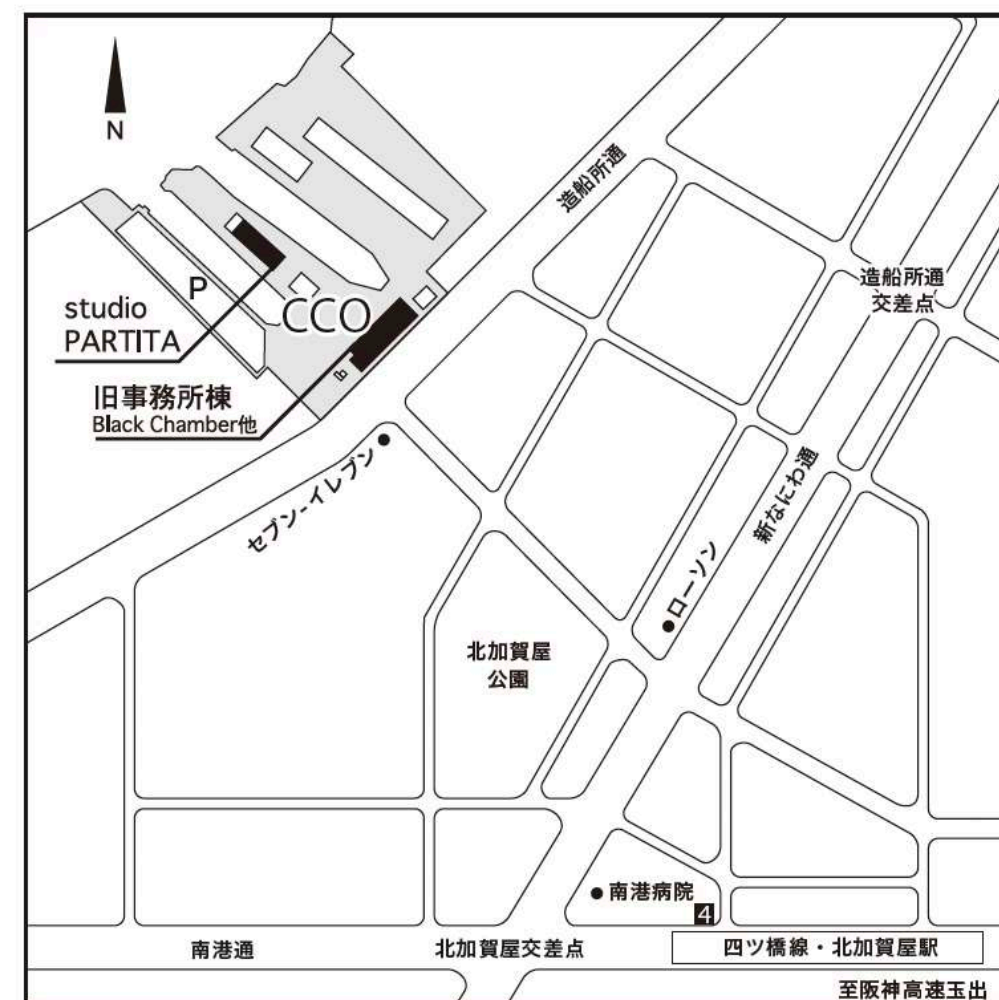 N
造船所通
造船所通
交差点
P
studio
PARTITA
CCO
旧事務所棟
Black Chamber他
セブン-イレブン
新なにわ通
ローソン
北加賀屋
公園
南港病院
4
南港通
北加賀屋交差点
四ツ橋線・北加賀屋駅
至阪神高速玉出